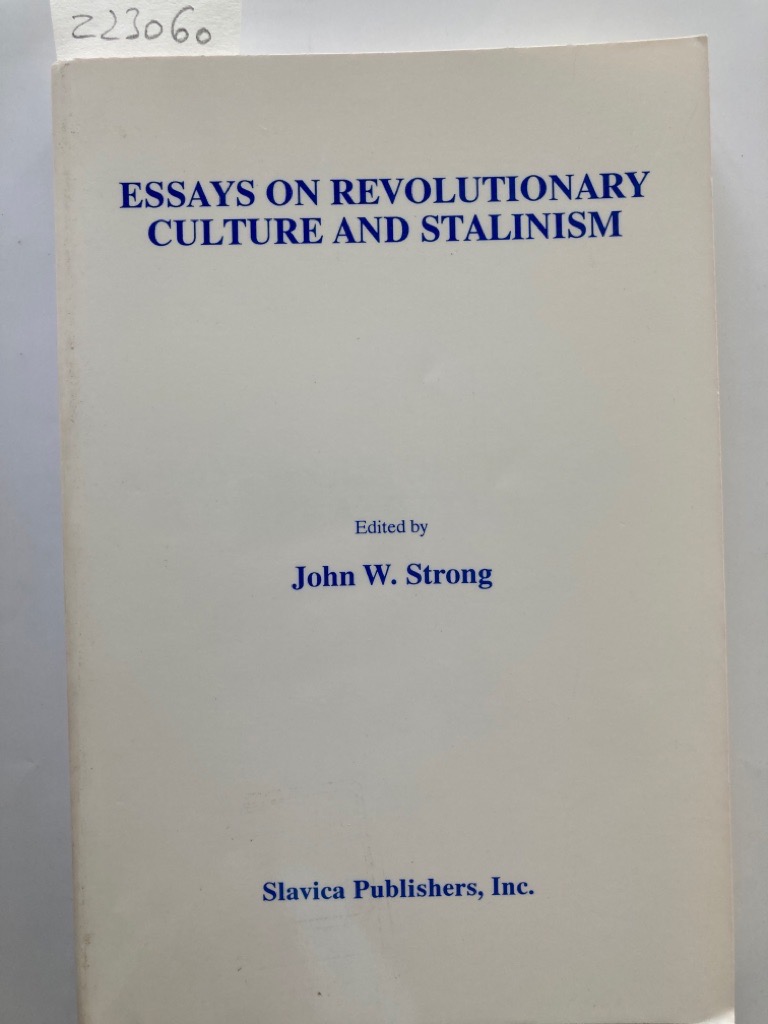 223060
ESSAYS ON REVOLUTIONARY
CULTURE AND STALINISM
Edited by
John W. Strong
Slavica Publishers, Inc.